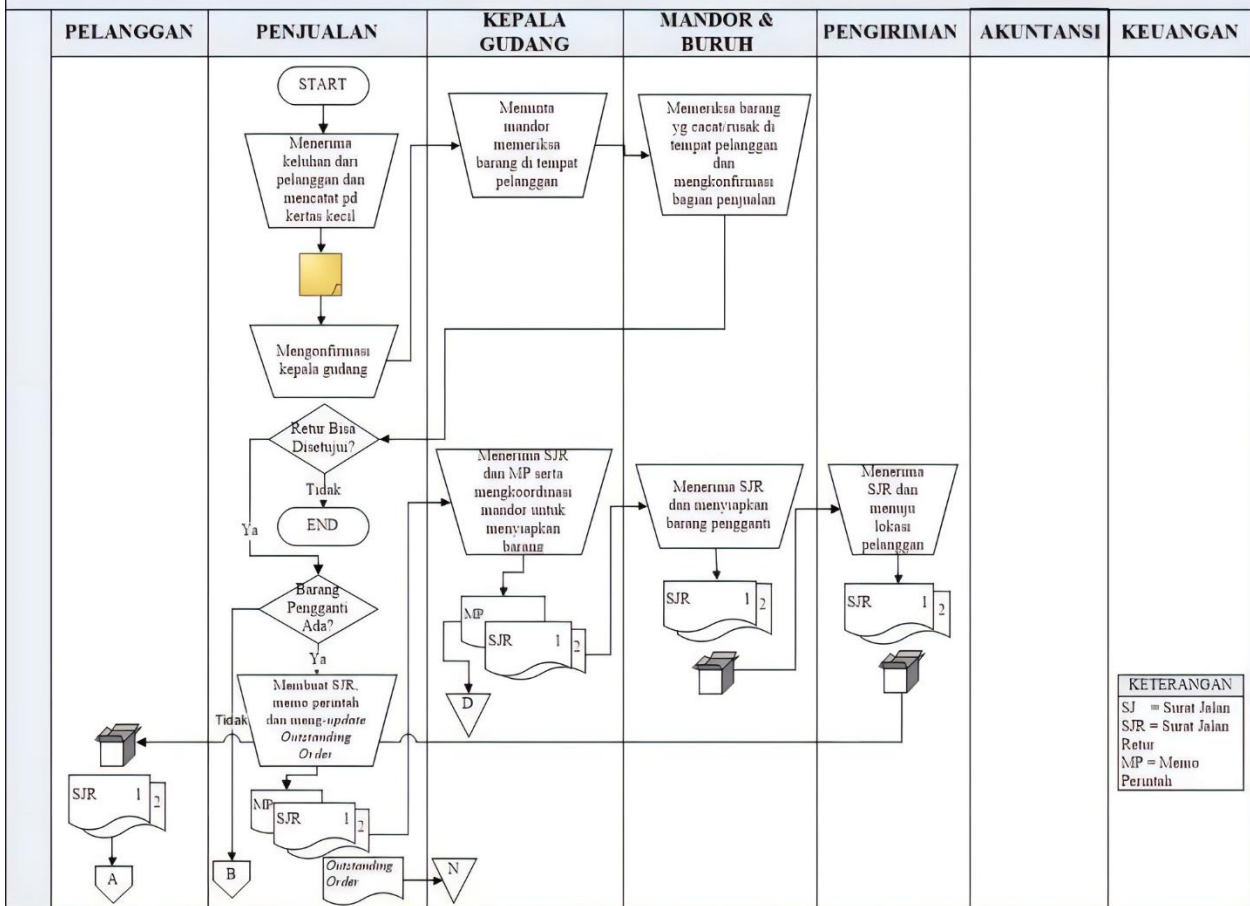 PELANGGAN
PENJUALAN
KEPALA
GUDANG
MANDOR &
BURUH
PENGIRIMAN
AKUNTANSI
KEUANGAN
START
Menerima
keluhan dari
pelanggan dan
mencatat pd
kertas kecil
Mengonfirmasi
kepala gudang
Meminta
mandor
memeriksa
barang di tempat
pelanggan
Memeriksa barang
yg cacat/rusak di
tempat pelanggan
dan
mengkonfirmasi
bagian penjualan
Retur Bisa
Disetujui?
Tidak
Ya
END
Barang
Pengganti
Ada?
Ya
Tidak
Membuat SJR,
memo perintah
dan meng-update
Outstanding
Order
MP
SJR 1 2
Outstanding
Order
N
B
Menerima SJR
dan MP serta
mengkoordinasi
mandor untuk
menyiapkan
barang
MP
SJR 1 2
D
Menerima SJR
dan menyiapkan
barang pengganti
SJR 1 2
Menerima
SJR dan
menuju
lokasi
pelanggan
SJR 1 2
SJR 1 2
A
KETERANGAN
SJ = Surat Jalan
SJR = Surat Jalan
Retur
MP = Memo
Perintah